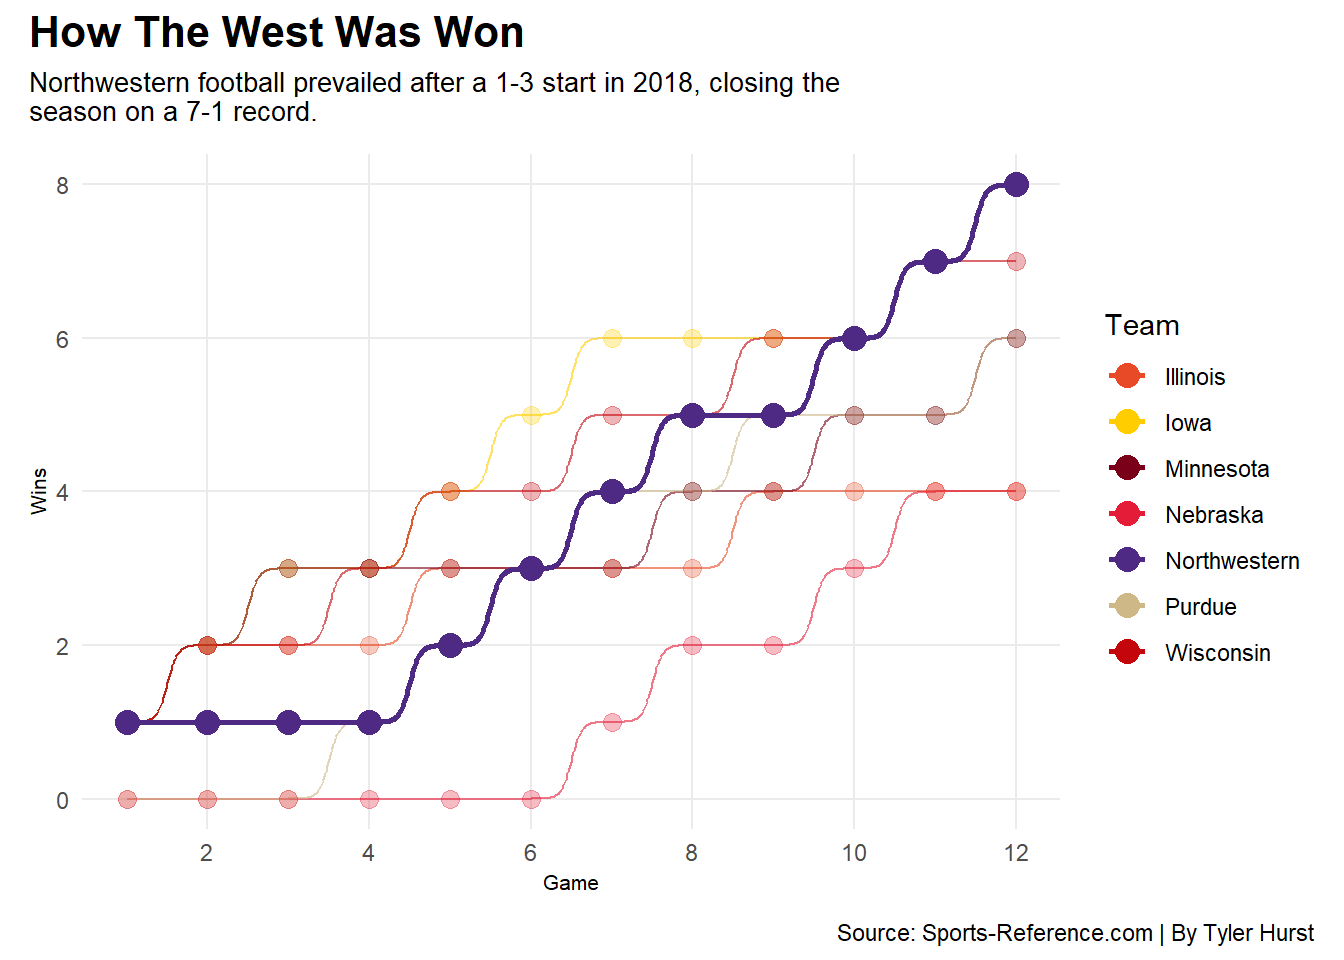 How The West Was Won
Northwestern football prevailed after a 1-3 start in 2018, closing the
season on a 7-1 record.
8
6
4
2
0
Wins
2 4 6 8 10 12
Game
Team
Illinois
Iowa
Minnesota
Nebraska
Northwestern
Purdue
Wisconsin
Source: Sports-Reference.com | By Tyler Hurst